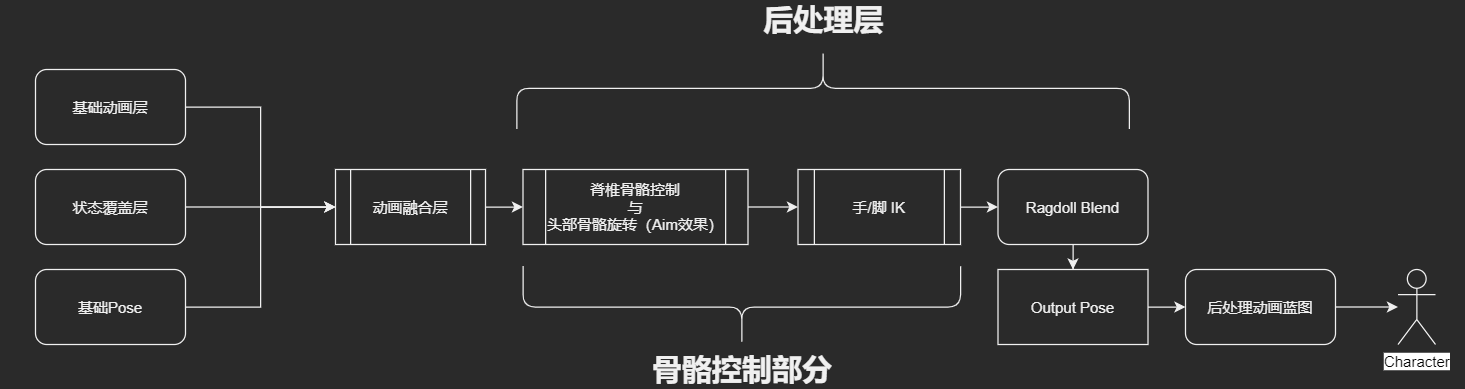 后处理层
基础动画层
状态覆盖层
基础Pose
动画融合层
脊椎骨骼控制
与
头部骨骼旋转（Aim效果）
手/脚 IK
Ragdoll Blend
Output Pose
后处理动画蓝图
Character
骨骼控制部分